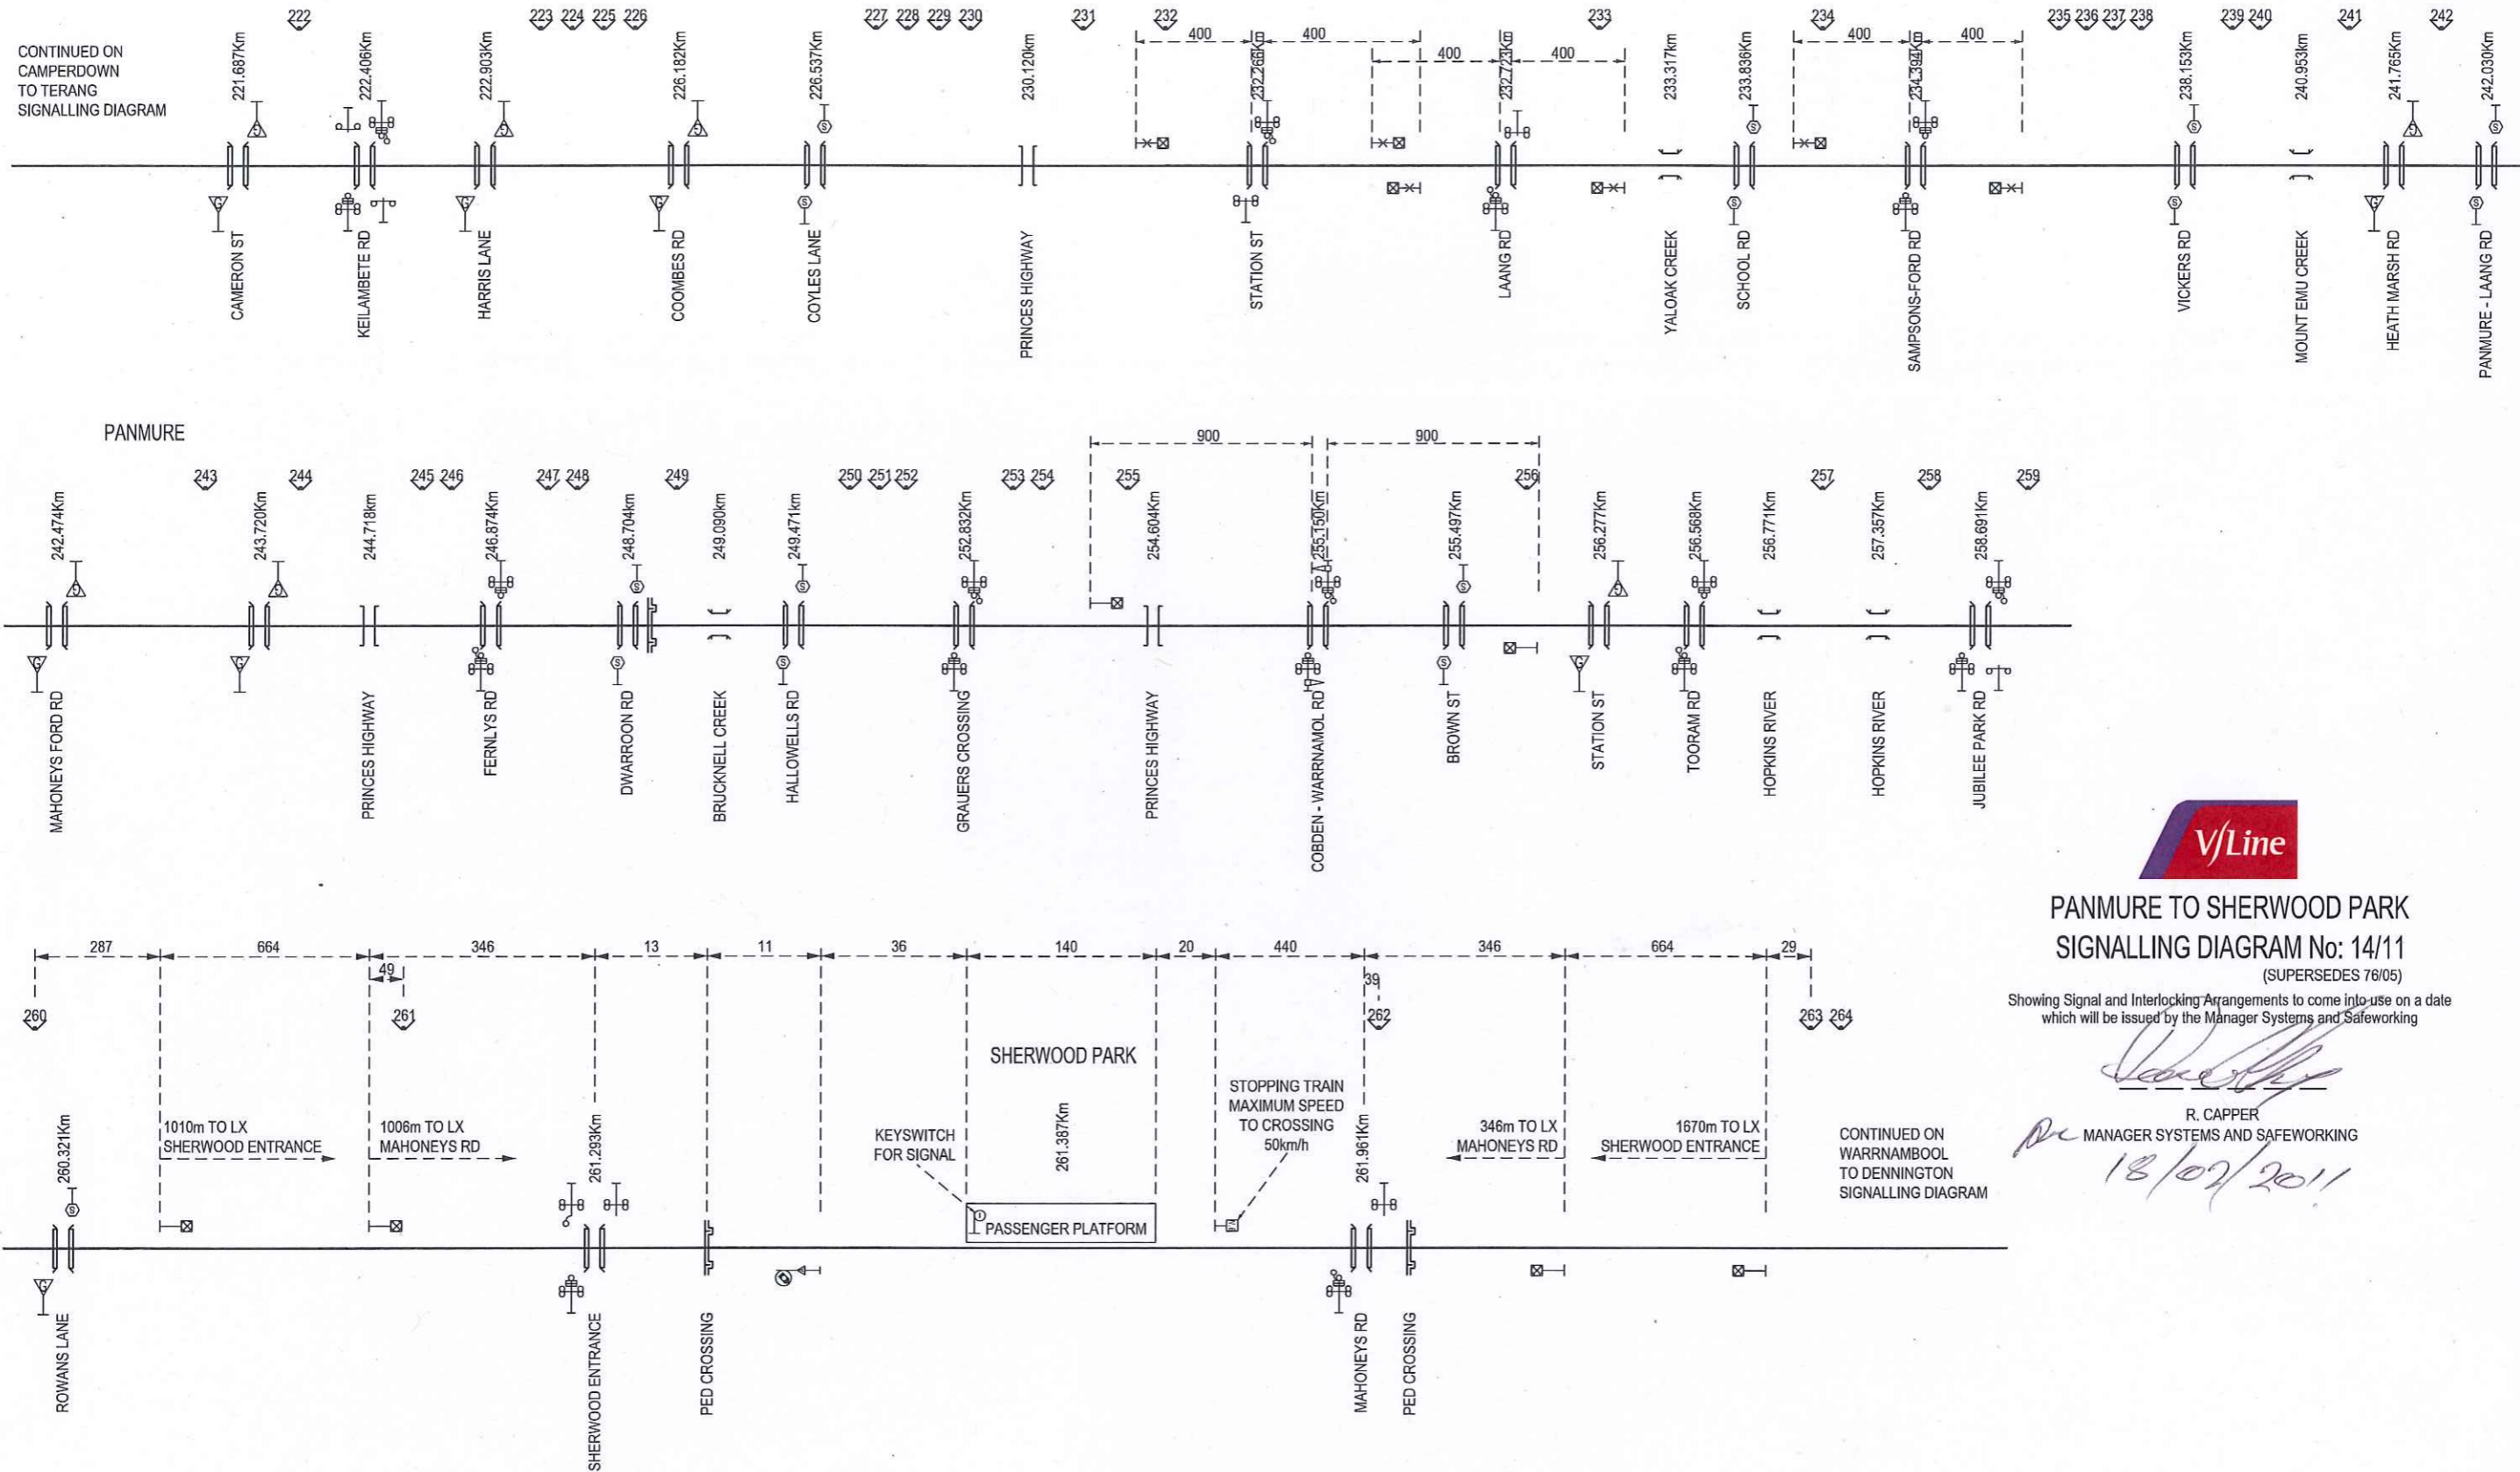 222 223 224 225 226 227 228 229 230 231 232 233 234 235 236 237 238 239 240 241 242
CONTINUED ON
CAMPERDOWN
TO TERANG
SIGNALLING DIAGRAM
400 400 400 400 400 400
221.687Km
222.406Km
222.903Km
226.182Km
226.537Km
230.120km
232.266Km
232.723Km
233.317km
233.836Km
234.394Km
238.153Km
240.953km
241.765Km
242.030Km
G G G S S S S G S
G G G S S S G S
CAMERON ST
KEILAMBETE RD
HARRIS LANE
COOMBES RD
COYLES LANE
PRINCES HIGHWAY
STATION ST
LAANG RD
YALOAK CREEK
SCHOOL RD
SAMPSONS-FORD RD
VICKERS RD
MOUNT EMU CREEK
HEATH MARSH RD
PANMURE - LAANG RD
PANMURE
900 900
243 244 245 246 247 248 249 250 251 252 253 254 255 256 257 258 259
242.474Km
243.720Km
244.718km
246.874Km
248.704km
249.090km
249.471km
252.832Km
254.604Km
255.150Km
255.497Km
256.277Km
256.568Km
256.771km
257.357Km
258.691Km
G G S S S G
G G S S S G
MAHONEYS FORD RD
PRINCES HIGHWAY
FERNLYS RD
DWARROON RD
BRUCKNELL CREEK
HALLOWELLS RD
GRAUERS CROSSING
PRINCES HIGHWAY
COBDEN - WARRNAMOL RD
BROWN ST
STATION ST
TOORAM RD
HOPKINS RIVER
HOPKINS RIVER
JUBILEE PARK RD
V/Line
PANMURE TO SHERWOOD PARK
SIGNALLING DIAGRAM No: 14/11
(SUPERSEDES 76/05)
Showing Signal and Interlocking Arrangements to come into use on a date
which will be issued by the Manager Systems and Safeworking
R. CAPPER
MANAGER SYSTEMS AND SAFEWORKING
18/02/2011
287 664 346 13 11 36 140 20 440 346 664 29
49 39
260 261 262 263 264
SHERWOOD PARK
260.321Km
1010m TO LX
SHERWOOD ENTRANCE
1006m TO LX
MAHONEYS RD
261.293Km
KEYSWITCH
FOR SIGNAL
261.387Km
STOPPING TRAIN
MAXIMUM SPEED
TO CROSSING
50km/h
261.961Km
346m TO LX
MAHONEYS RD
1670m TO LX
SHERWOOD ENTRANCE
CONTINUED ON
WARRNAMBOOL
TO DENNINGTON
SIGNALLING DIAGRAM
S
PASSENGER PLATFORM
G
ROWANS LANE
SHERWOOD ENTRANCE
PED CROSSING
MAHONEYS RD
PED CROSSING